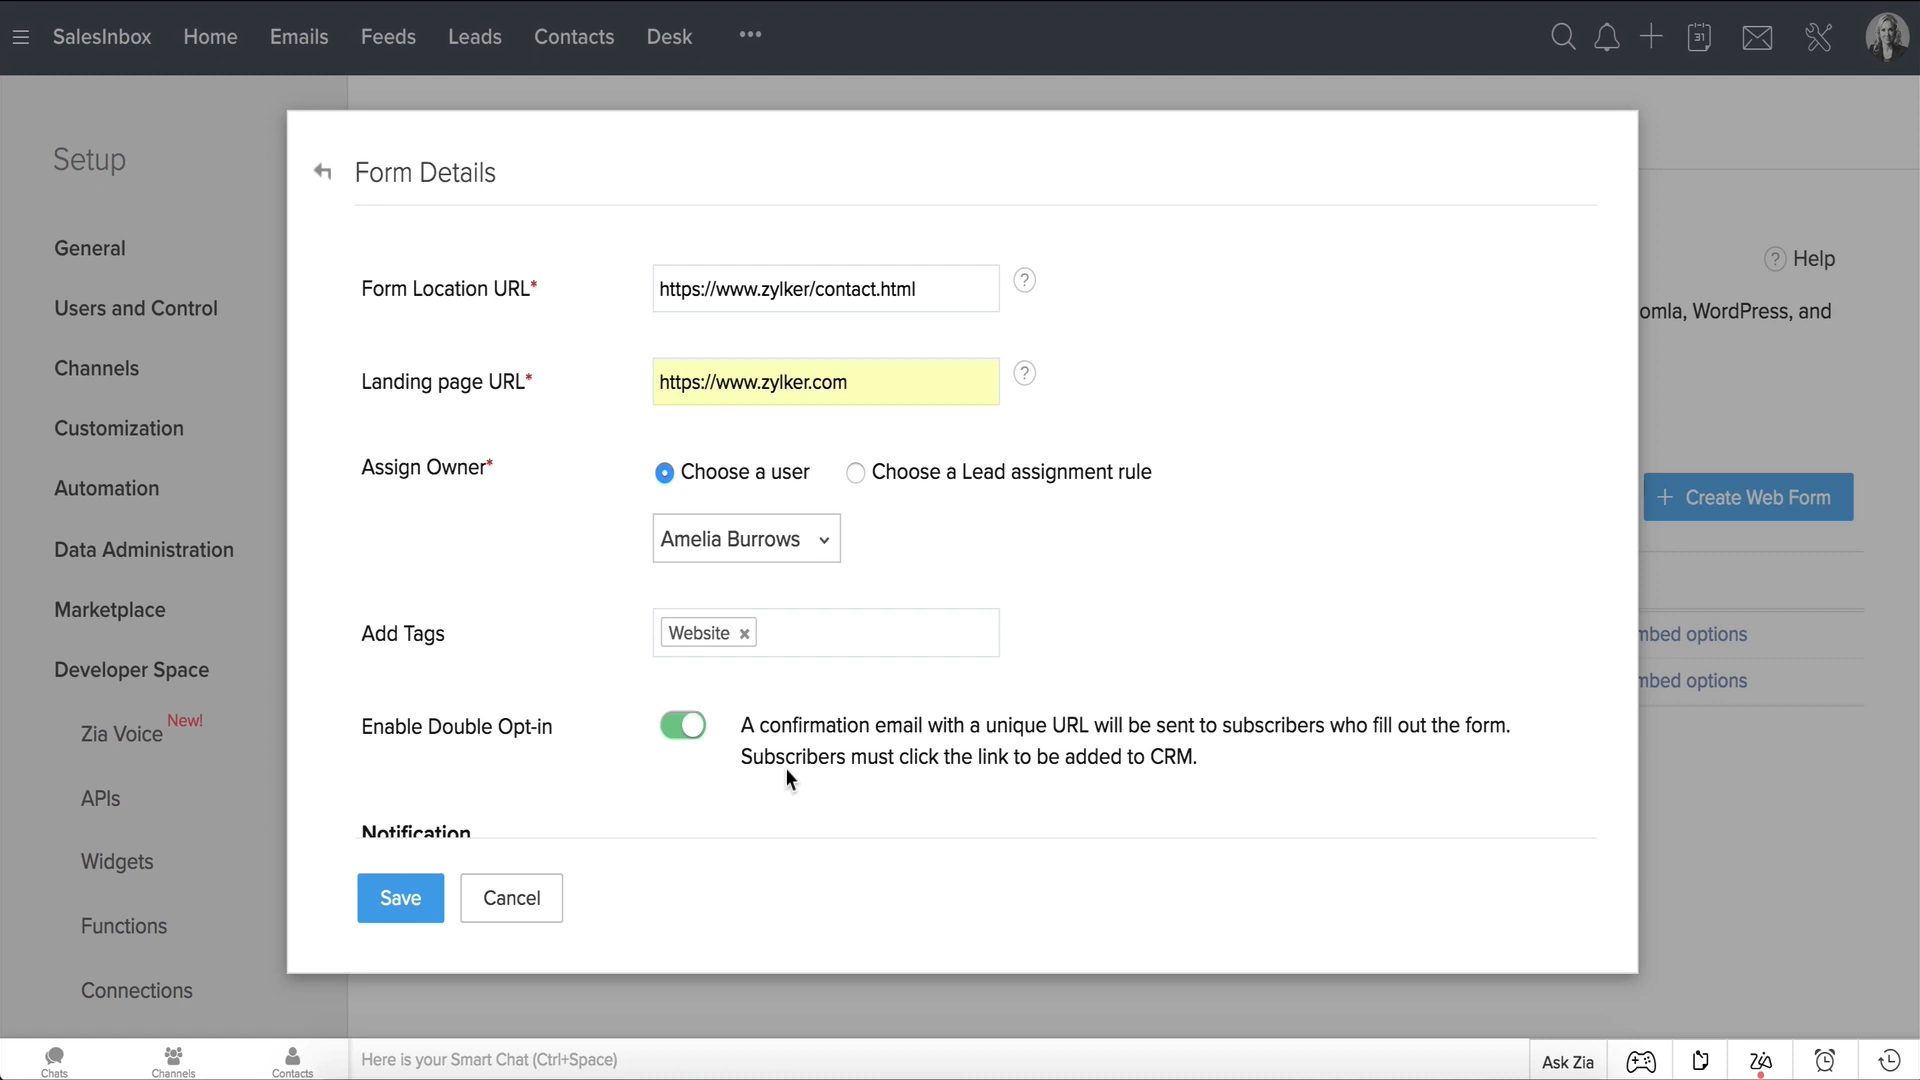 SalesInbox Home Emails Feeds Leads Contacts Desk
31
Setup
General
Users and Control
Channels
Customization
Automation
Data Administration
Marketplace
Developer Space
Zia Voice New!
APIs
Widgets
Functions
Connections
Form Details
Form Location URL* https://www.zylker/contact.html ?
Landing page URL* https://www.zylker.com ?
Assign Owner* Choose a user Choose a Lead assignment rule
Amelia Burrows
Add Tags Website ×
Enable Double Opt-in A confirmation email with a unique URL will be sent to subscribers who fill out the form.
Subscribers must click the link to be added to CRM.
Notification
Save Cancel
? Help
omla, WordPress, and
+ Create Web Form
mbed options
mbed options
Chats Channels Contacts
Here is your Smart Chat (Ctrl+Space)
Ask Zia